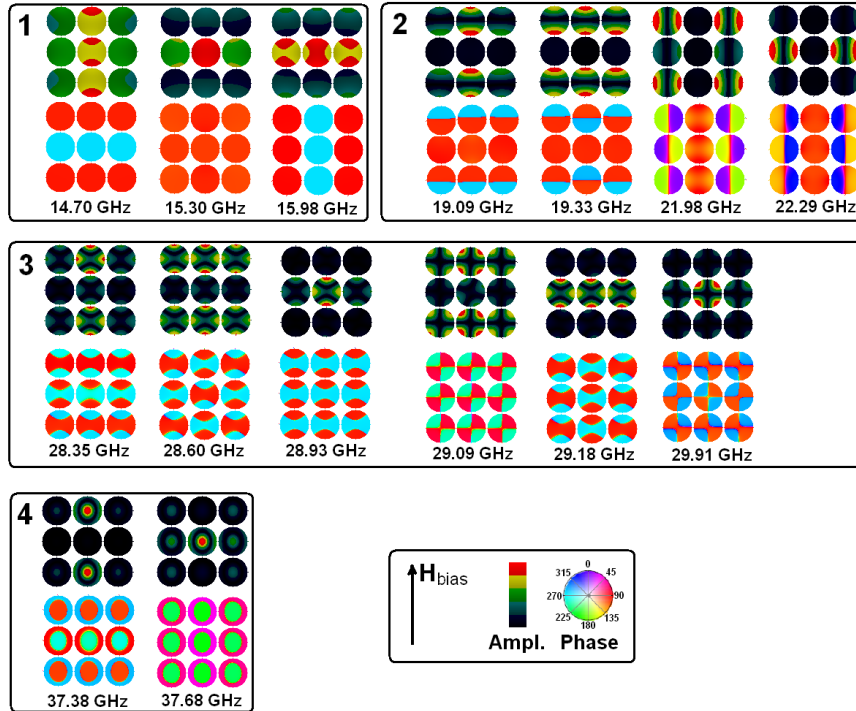 1
14.70 GHz 15.30 GHz 15.98 GHz
2
19.09 GHz 19.33 GHz 21.98 GHz 22.29 GHz
3
28.35 GHz 28.60 GHz 28.93 GHz 29.09 GHz 29.18 GHz 29.91 GHz
4
37.38 GHz 37.68 GHz
Hbias
0
315 45
270 90
225 135
180
Ampl. Phase